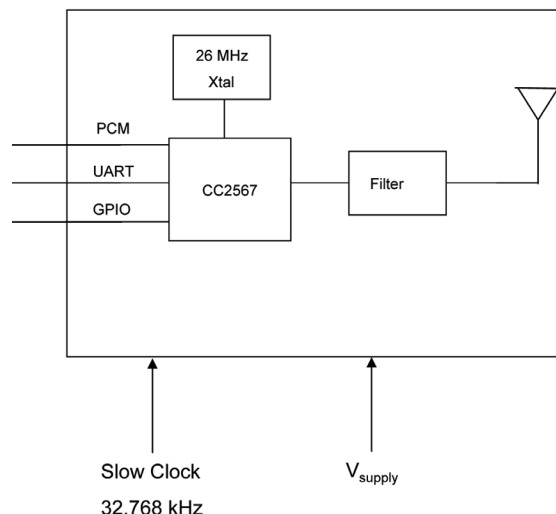 26 MHz
Xtal
PCM
UART
GPIO
CC2567
Filter
Slow Clock
32.768 kHz
Vsupply